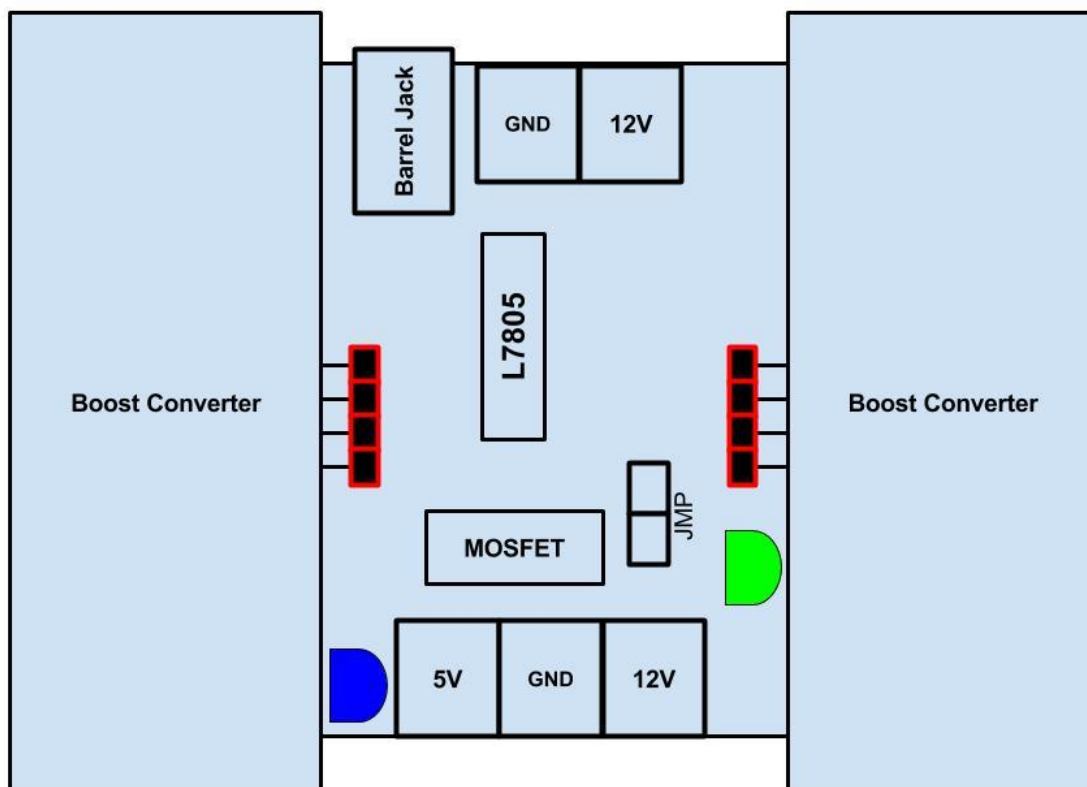 Barrel Jack
GND
12V
L7805
Boost Converter
Boost Converter
JMP
MOSFET
5V
GND
12V